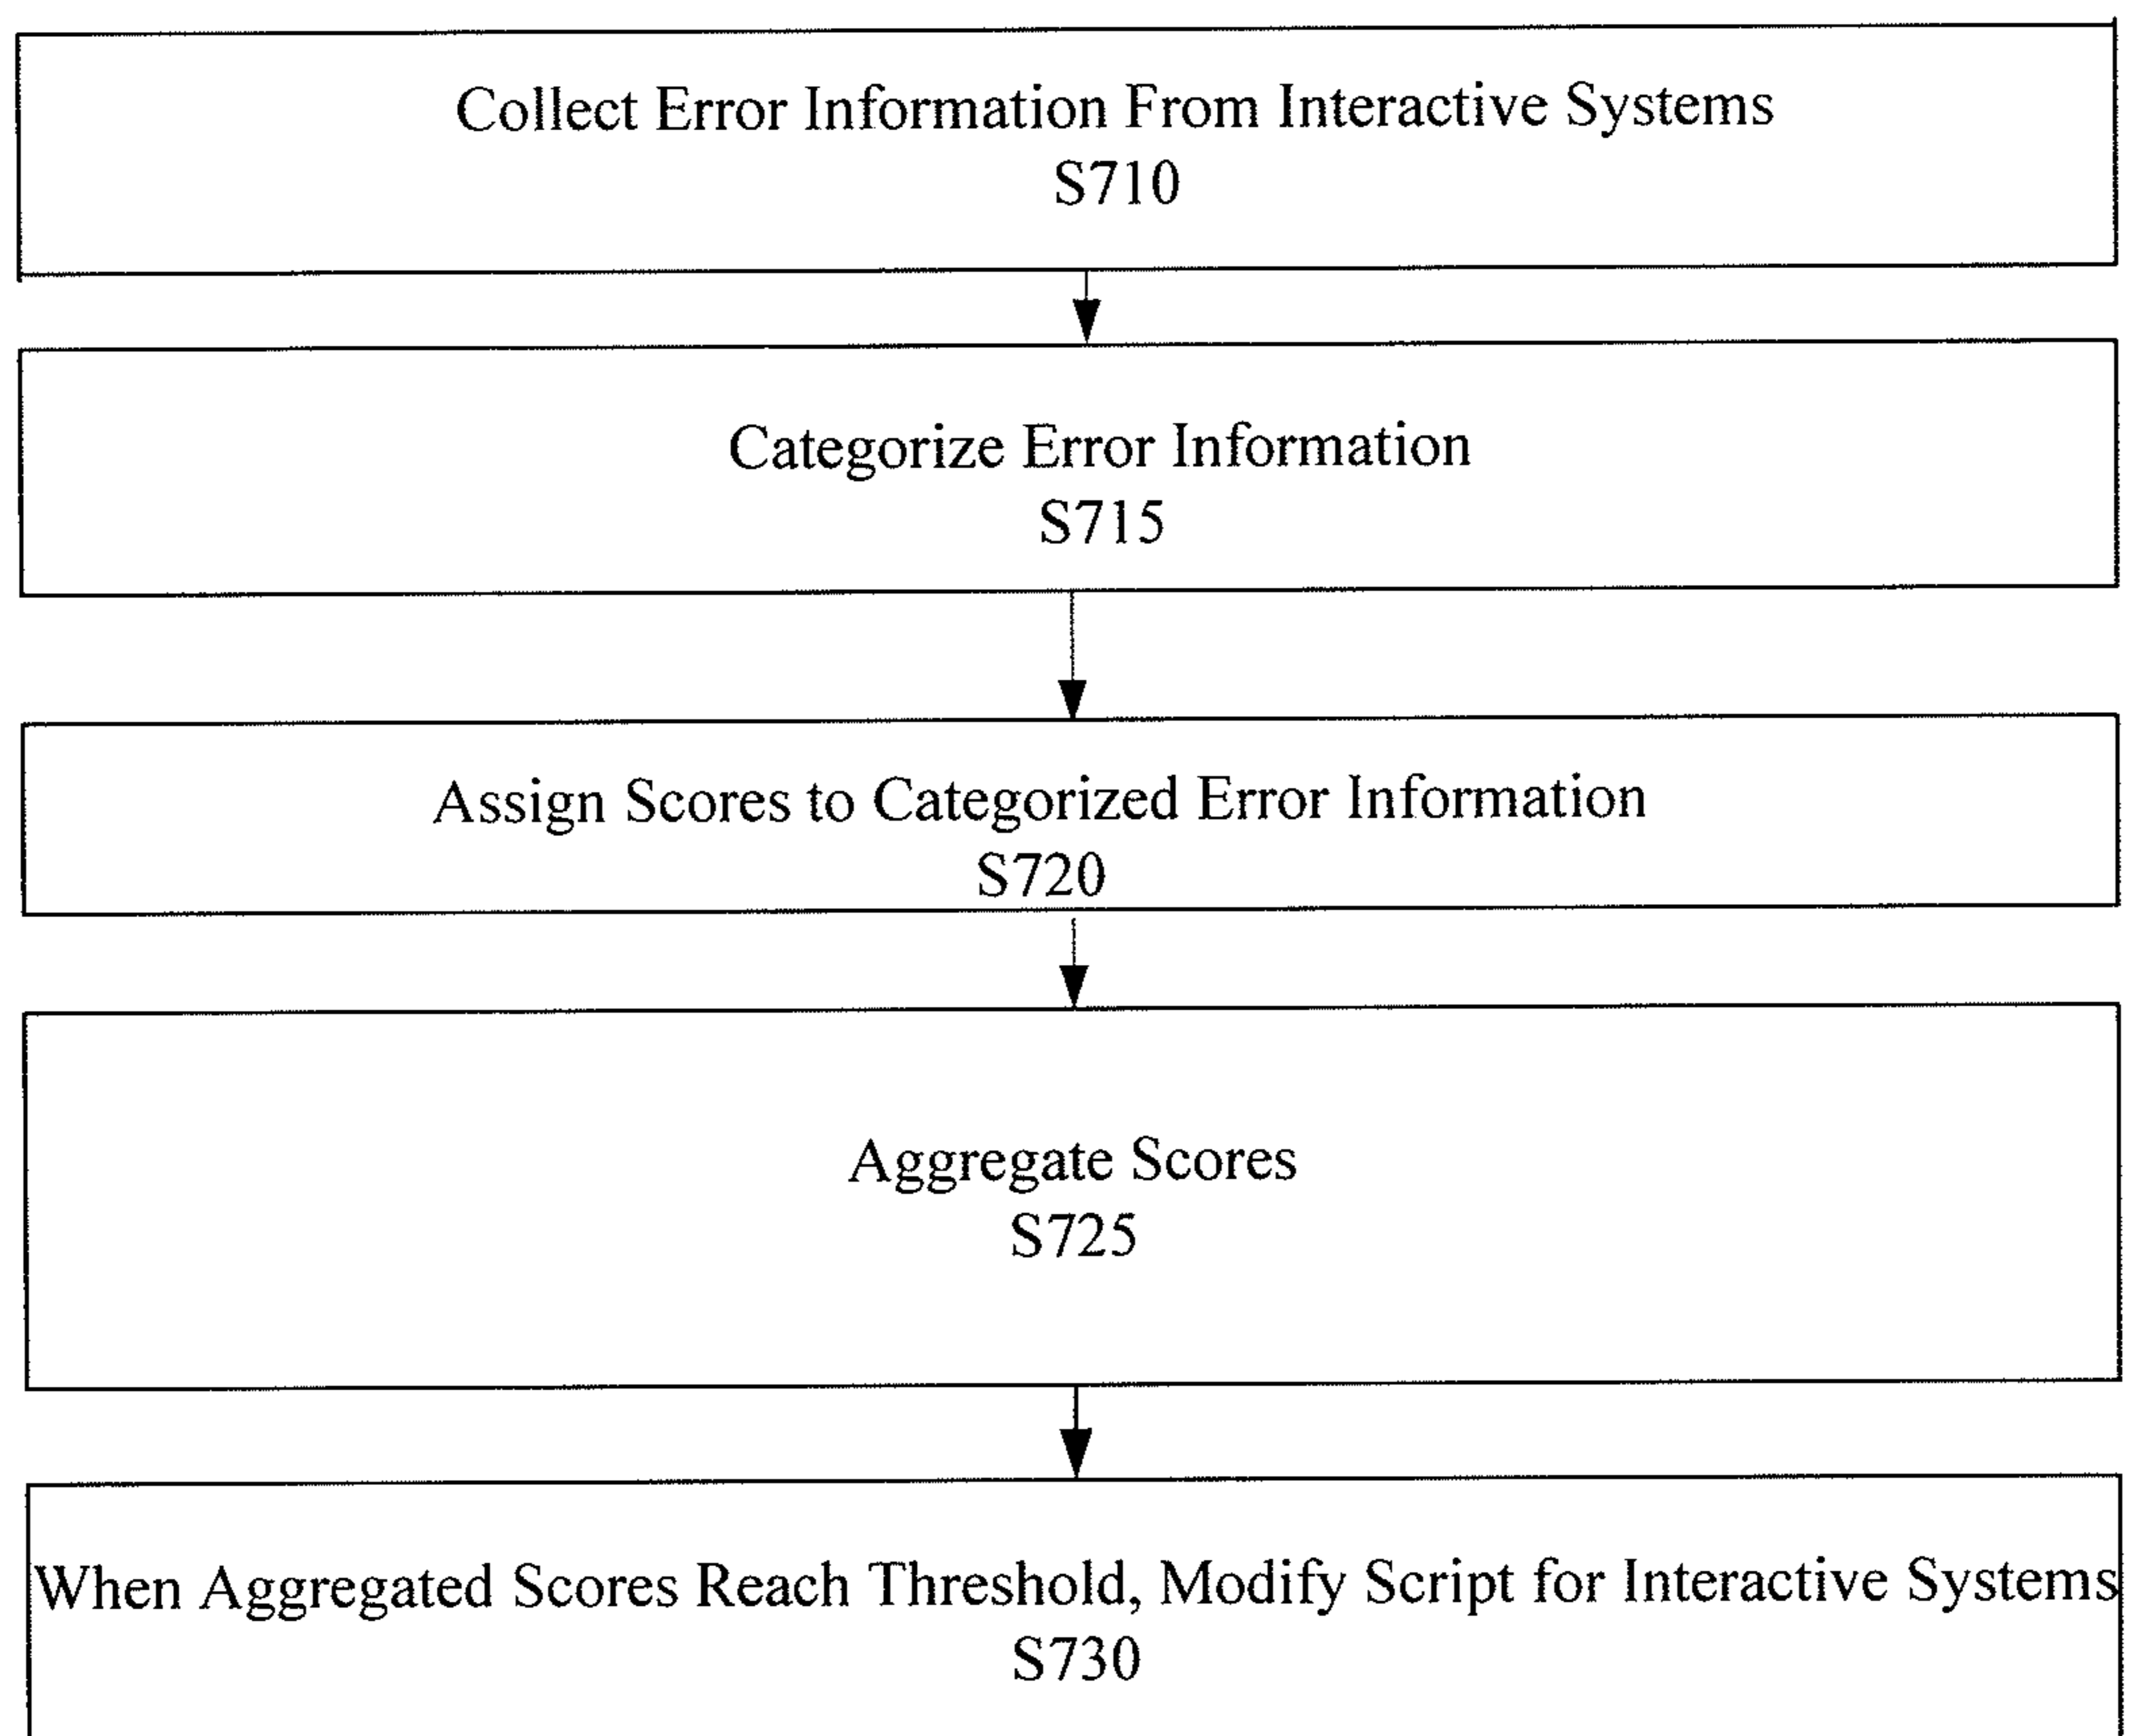 Collect Error Information From Interactive Systems
S710
Categorize Error Information
S715
Assign Scores to Categorized Error Information
S720
Aggregate Scores
S725
When Aggregated Scores Reach Threshold, Modify Script for Interactive Systems
S730